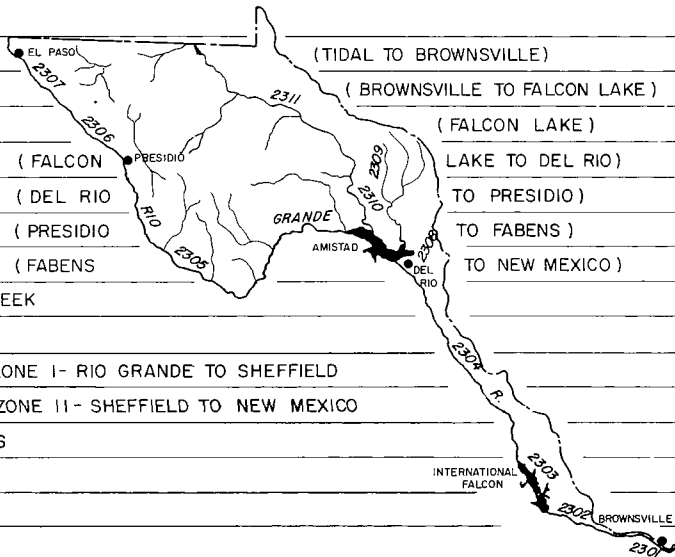 (TIDAL TO BROWNSVILLE)
EL PASO
2307
( BROWNSVILLE TO FALCON LAKE)
2311
2306
(FALCON LAKE)
( FALCON
PRESIDIO
2309
LAKE TO DEL RIO)
( DEL RIO
RIO
2310
TO PRESIDIO )
( PRESIDIO
GRANDE
AMISTAD
2308
TO FABENS )
( FABENS
2305
DEL
RIO
TO NEW MEXICO )
EEK
2304
ONE I- RIO GRANDE TO SHEFFIELD
R.
ZONE II- SHEFFIELD TO NEW MEXICO
S
INTERNATIONAL
FALCON
2303
2302
BROWNSVILLE
2301